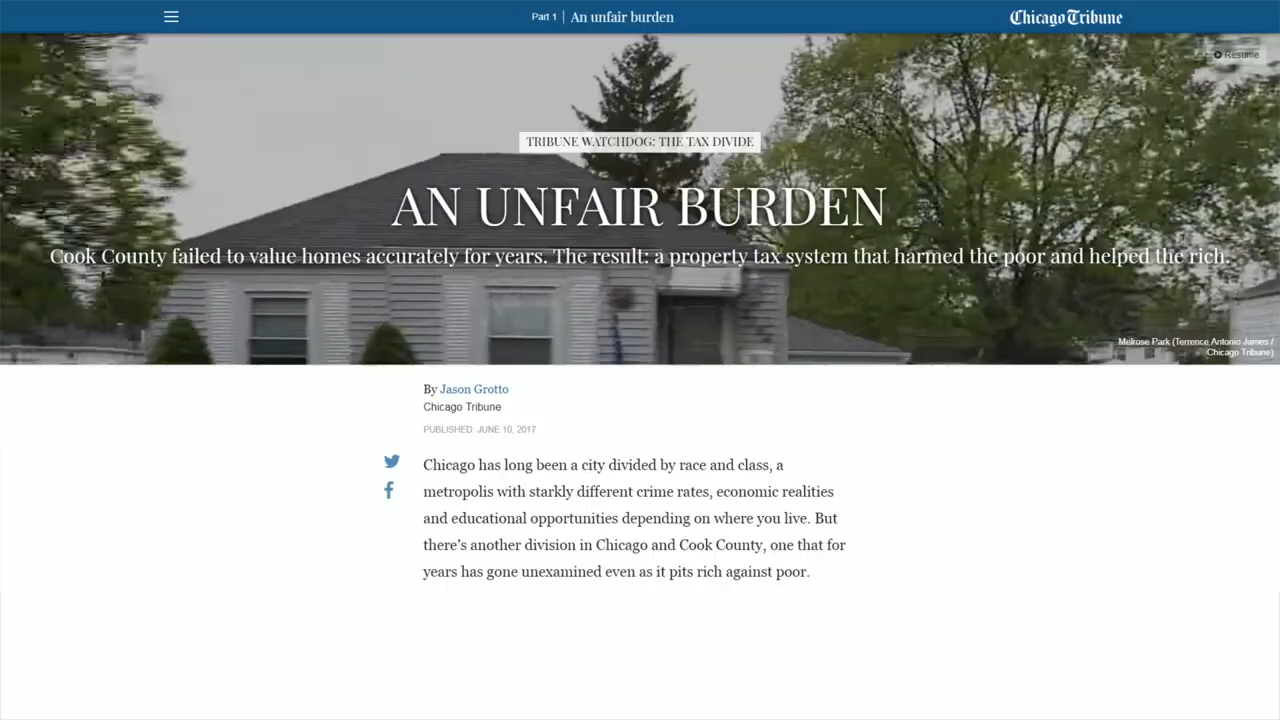 Part 1 | An unfair burden
Chicago Tribune
Resume
TRIBUNE WATCHDOG: THE TAX DIVIDE
AN UNFAIR BURDEN
Cook County failed to value homes accurately for years. The result: a property tax system that harmed the poor and helped the rich.
Melrose Park (Terrence Antonio James /
Chicago Tribune)
By Jason Grotto
Chicago Tribune
PUBLISHED: JUNE 10, 2017
Chicago has long been a city divided by race and class, a
metropolis with starkly different crime rates, economic realities
and educational opportunities depending on where you live. But
there's another division in Chicago and Cook County, one that for
years has gone unexamined even as it pits rich against poor.